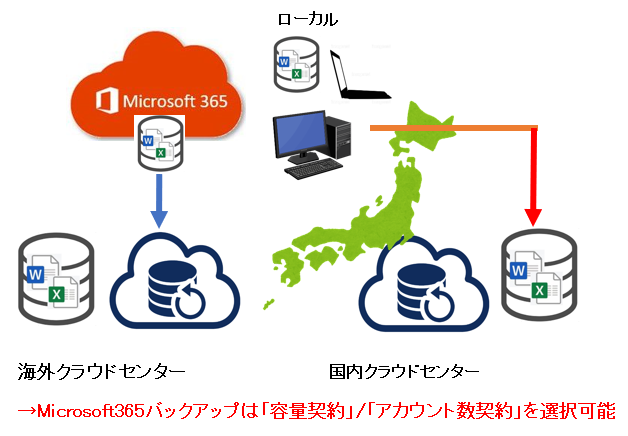 ローカル
Microsoft 365
W X
W X
W X
W X
海外クラウドセンター
国内クラウドセンター
→Microsoft365バックアップは「容量契約」/「アカウント数契約」を選択可能